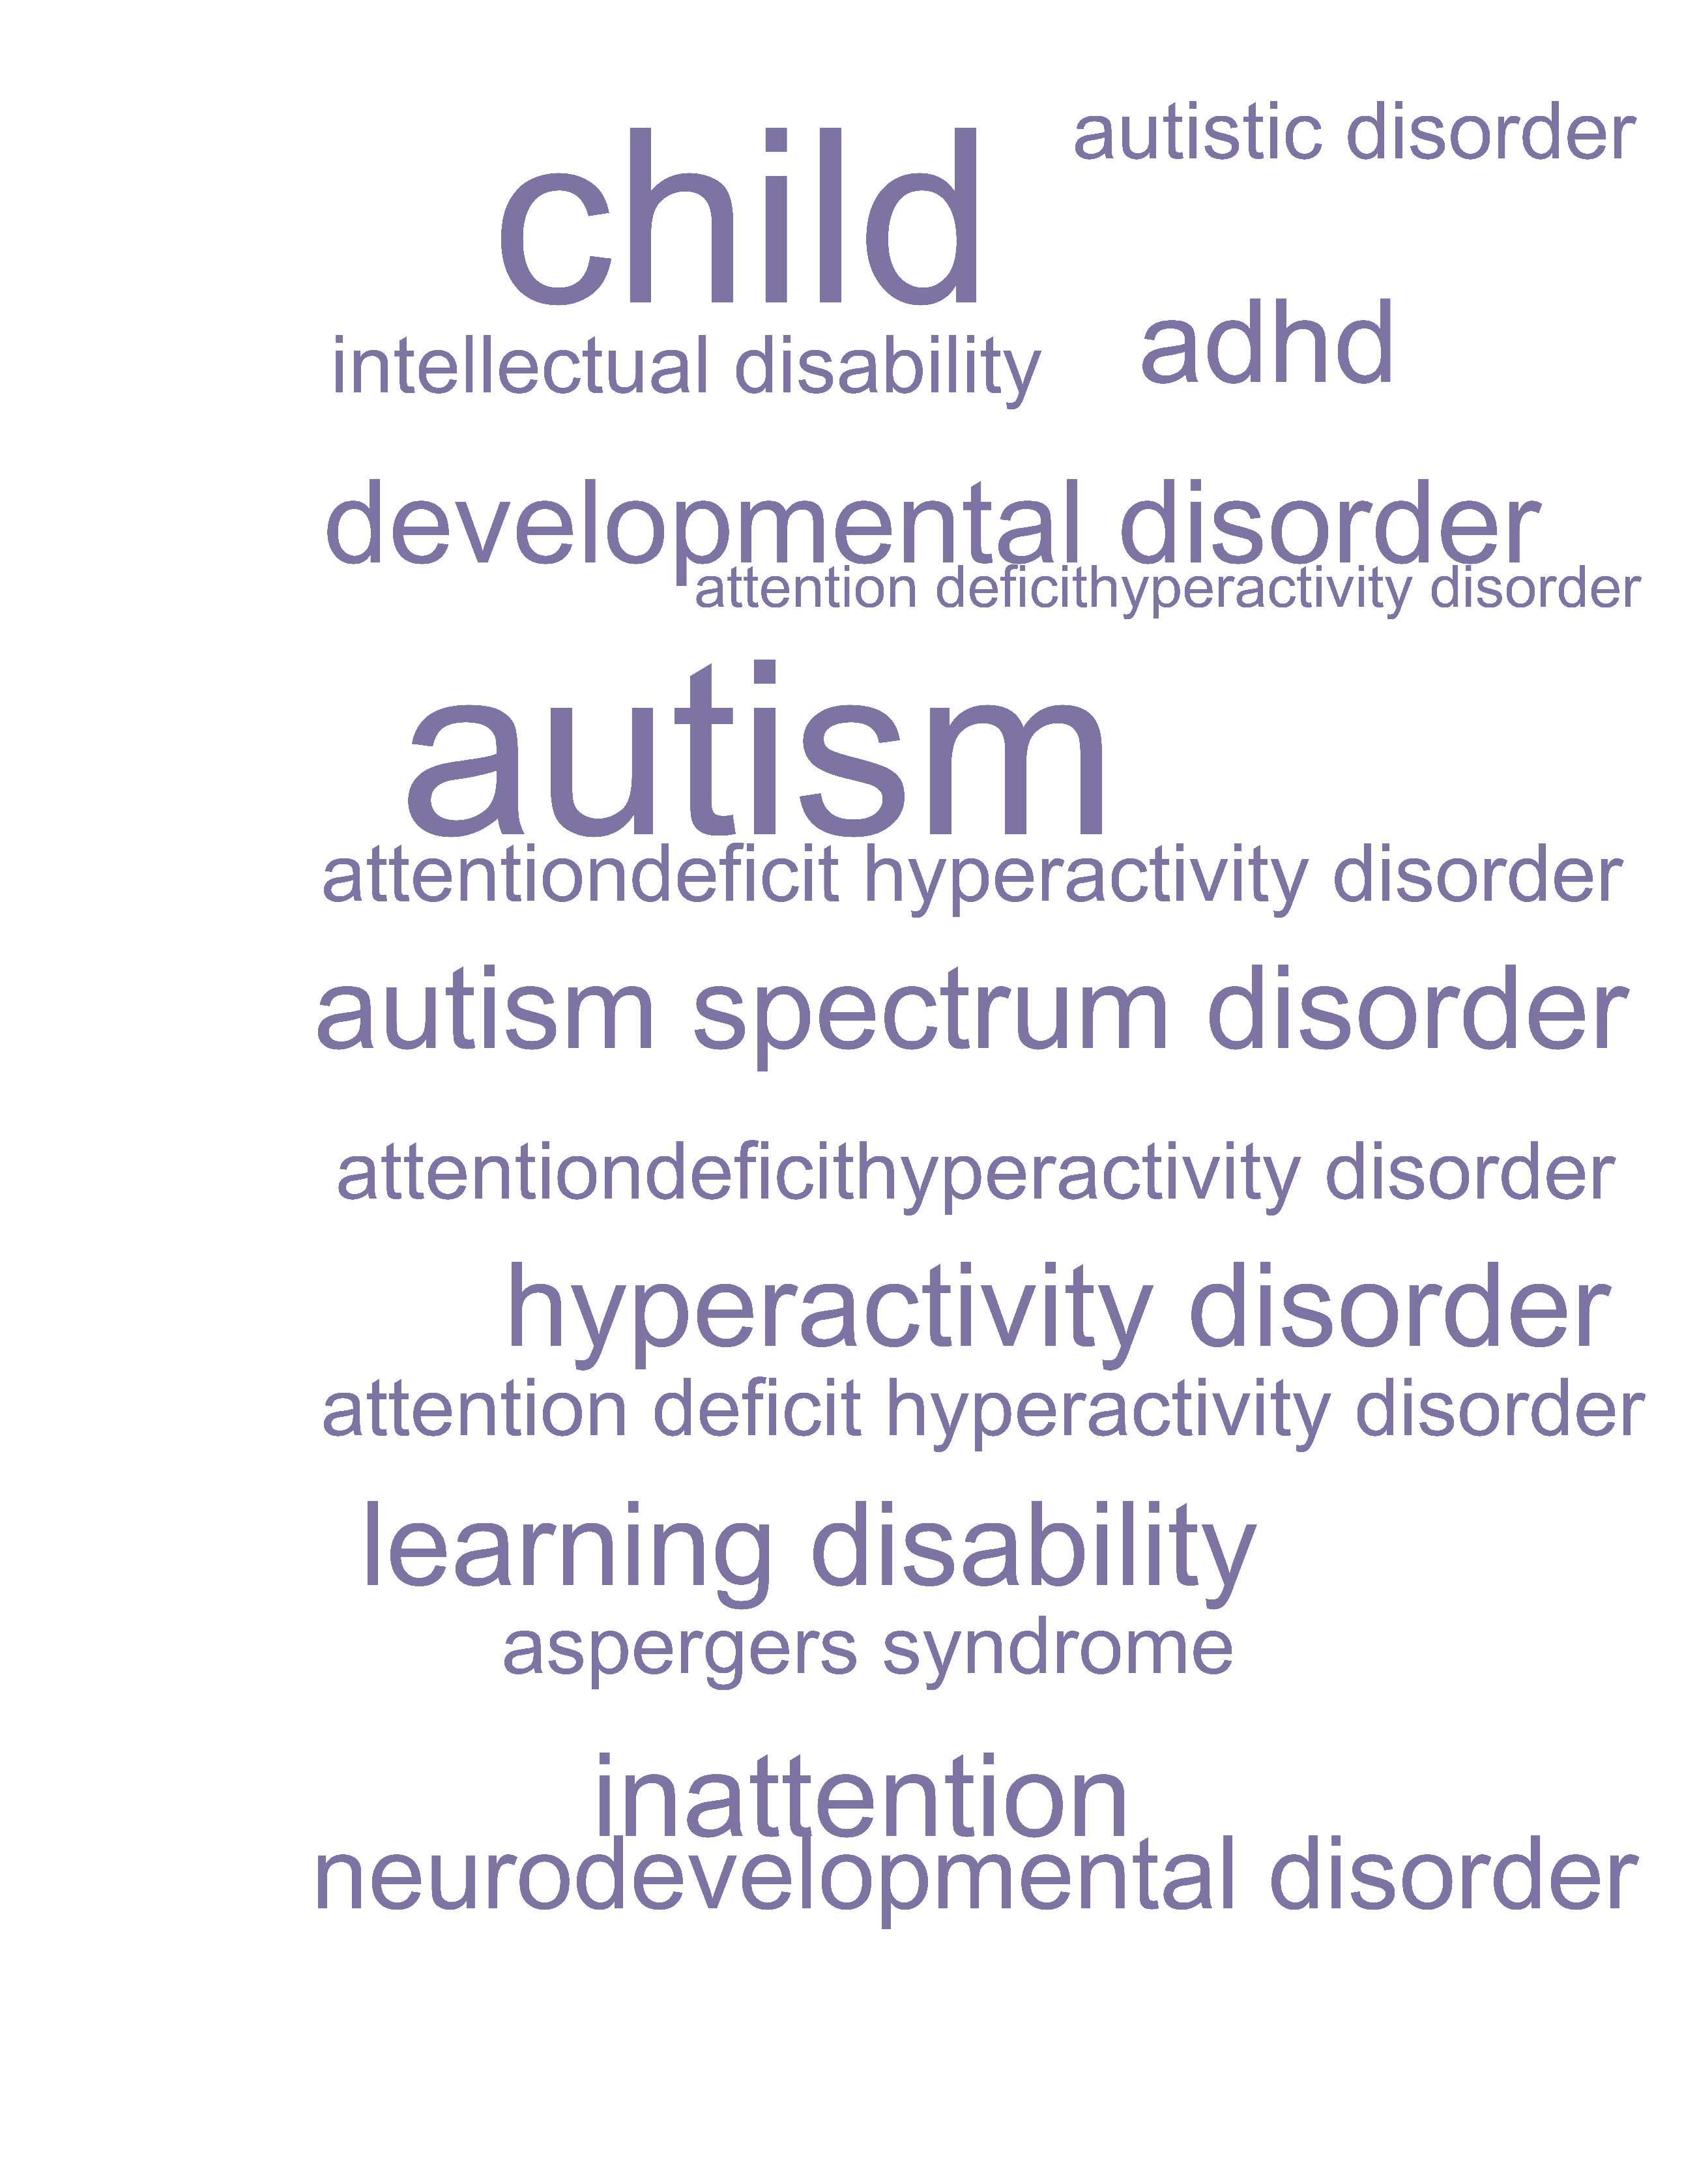 autistic disorder
child
intellectual disability
adhd
developmental disorder
attention deficithyperactivity disorder
autism
attentiondeficit hyperactivity disorder
autism spectrum disorder
attentiondeficithyperactivity disorder
hyperactivity disorder
attention deficit hyperactivity disorder
learning disability
aspergers syndrome
inattention
neurodevelopmental disorder